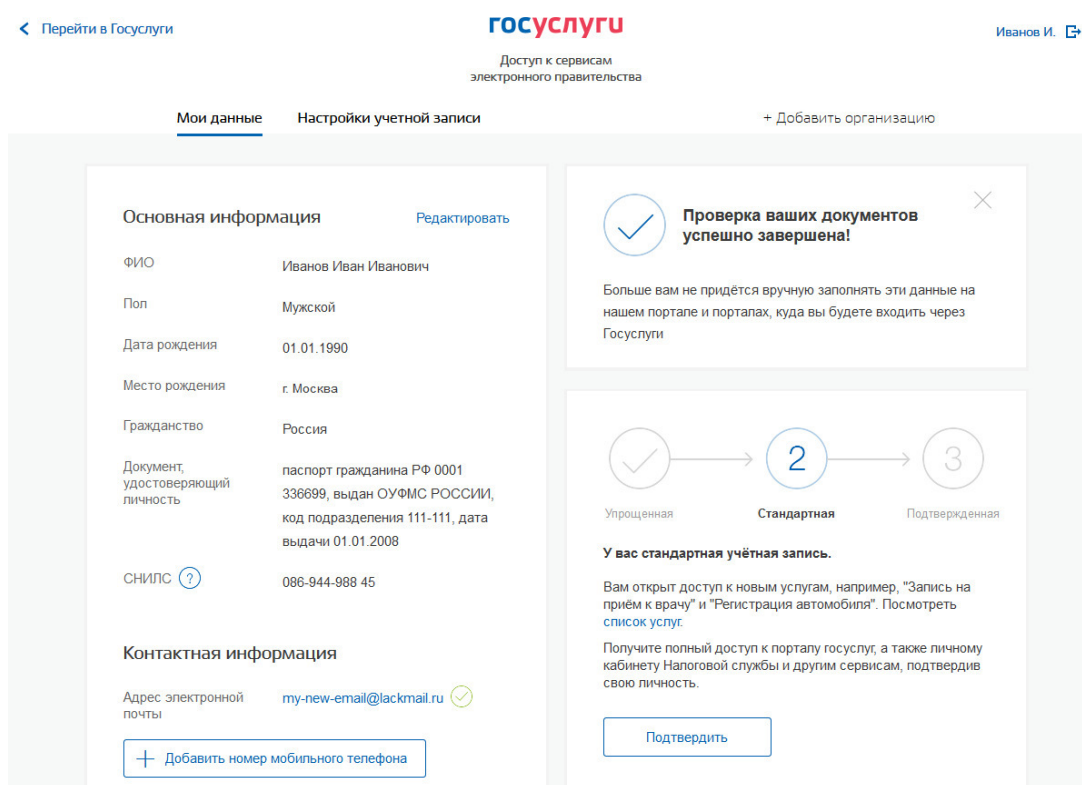 Перейти в Госуслуги
госуслуги
Иванов И.
Доступ к сервисам
электронного правительства
Мои данные
Настройки учетной записи
+ Добавить организацию
Основная информация
Редактировать
ФИО
Иванов Иван Иванович
Пол
Мужской
Дата рождения
01.01.1990
Место рождения
г. Москва
Гражданство
Россия
Документ,
удостоверяющий
личность
паспорт гражданина РФ 0001
336699, выдан ОУФМС РОССИИ,
код подразделения 111-111, дата
выдачи 01.01.2008
СНИЛС ?
086-944-988 45
Контактная информация
Адрес электронной
почты
my-new-email@lackmail.ru
+ Добавить номер мобильного телефона
Проверка ваших документов
успешно завершена!
Больше вам не придётся вручную заполнять эти данные на
нашем портале и порталах, куда вы будете входить через
Госуслуги
2
3
Упрощенная
Стандартная
Подтвержденная
У вас стандартная учётная запись.
Вам открыт доступ к новым услугам, например, "Запись на
приём к врачу" и "Регистрация автомобиля". Посмотреть
список услуг.
Получите полный доступ к порталу госуслуг, а также личному
кабинету Налоговой службы и другим сервисам, подтвердив
свою личность.
Подтвердить